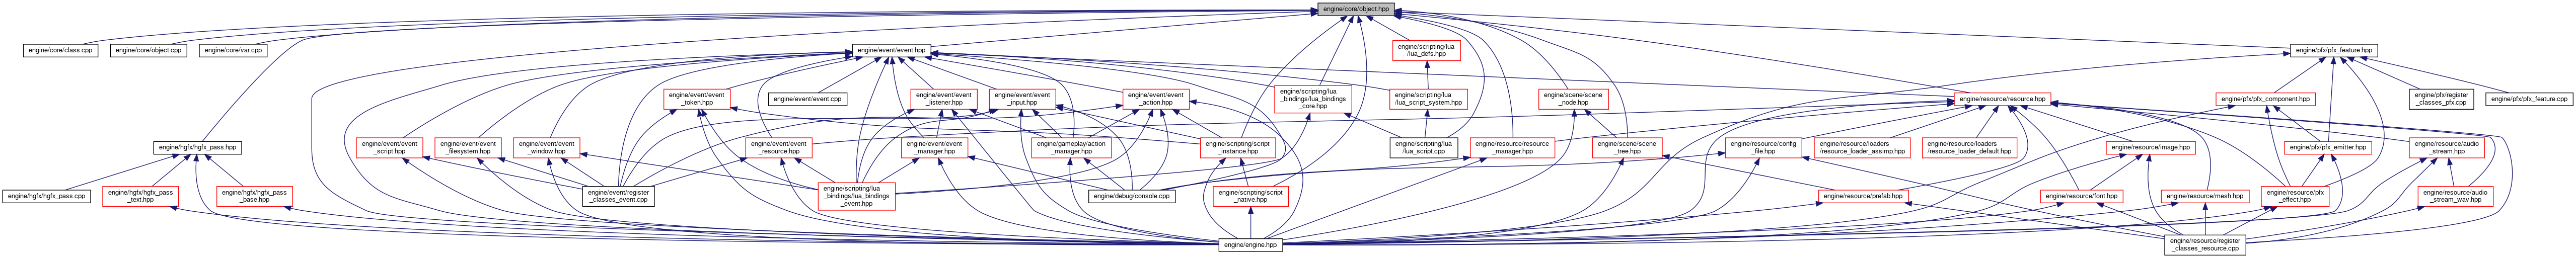 engine/core/object.hpp
engine/core/class.cpp
engine/core/object.cpp
engine/core/var.cpp
engine/event/event.hpp
engine/scripting/lua
/lua_defs.hpp
engine/pfx/pfx_feature.hpp
engine/event/event
_token.hpp
engine/event/event.cpp
engine/event/event
_listener.hpp
engine/event/event
_input.hpp
engine/event/event
_action.hpp
engine/scripting/lua
_bindings/lua_bindings
_core.hpp
engine/scripting/lua
/lua_script_system.hpp
engine/scene/scene
_node.hpp
engine/resource/resource.hpp
engine/pfx/pfx_component.hpp
engine/pfx/register
_classes_pfx.cpp
engine/pfx/pfx_feature.cpp
engine/hgfx/hgfx_pass.hpp
engine/event/event
_script.hpp
engine/event/event
_filesystem.hpp
engine/event/event
_window.hpp
engine/event/event
_resource.hpp
engine/event/event
_manager.hpp
engine/gameplay/action
_manager.hpp
engine/scripting/script
_instance.hpp
engine/scripting/lua
/lua_script.cpp
engine/resource/resource
_manager.hpp
engine/scene/scene
_tree.hpp
engine/resource/config
_file.hpp
engine/resource/loaders
/resource_loader_assimp.hpp
engine/resource/loaders
/resource_loader_default.hpp
engine/resource/image.hpp
engine/pfx/pfx_emitter.hpp
engine/resource/audio
_stream.hpp
engine/hgfx/hgfx_pass.cpp
engine/hgfx/hgfx_pass
_text.hpp
engine/hgfx/hgfx_pass
_base.hpp
engine/event/register
_classes_event.cpp
engine/scripting/lua
_bindings/lua_bindings
_event.hpp
engine/debug/console.cpp
engine/scripting/script
_native.hpp
engine/resource/prefab.hpp
engine/resource/font.hpp
engine/resource/mesh.hpp
engine/resource/pfx
_effect.hpp
engine/resource/audio
_stream_wav.hpp
engine/engine.hpp
engine/resource/register
_classes_resource.cpp